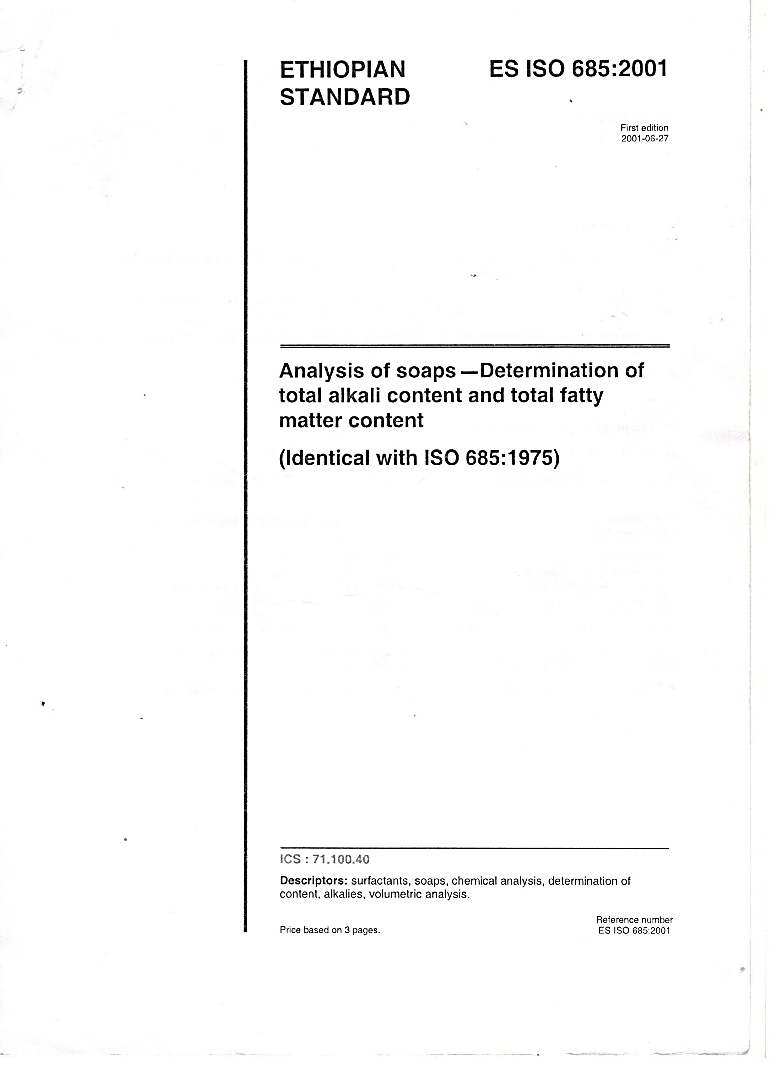 ETHIOPIAN STANDARD
ES ISO 685:2001
First edition
2001-06-27
Analysis of soaps —Determination of
total alkali content and total fatty
matter content
(Identical with ISO 685:1975)
ICS : 71.100.40
Descriptors: surfactants, soaps, chemical analysis, determination of
content, alkalies, volumetric analysis.
Reference number
Price based on 3 pages.
ES ISO 685:2001